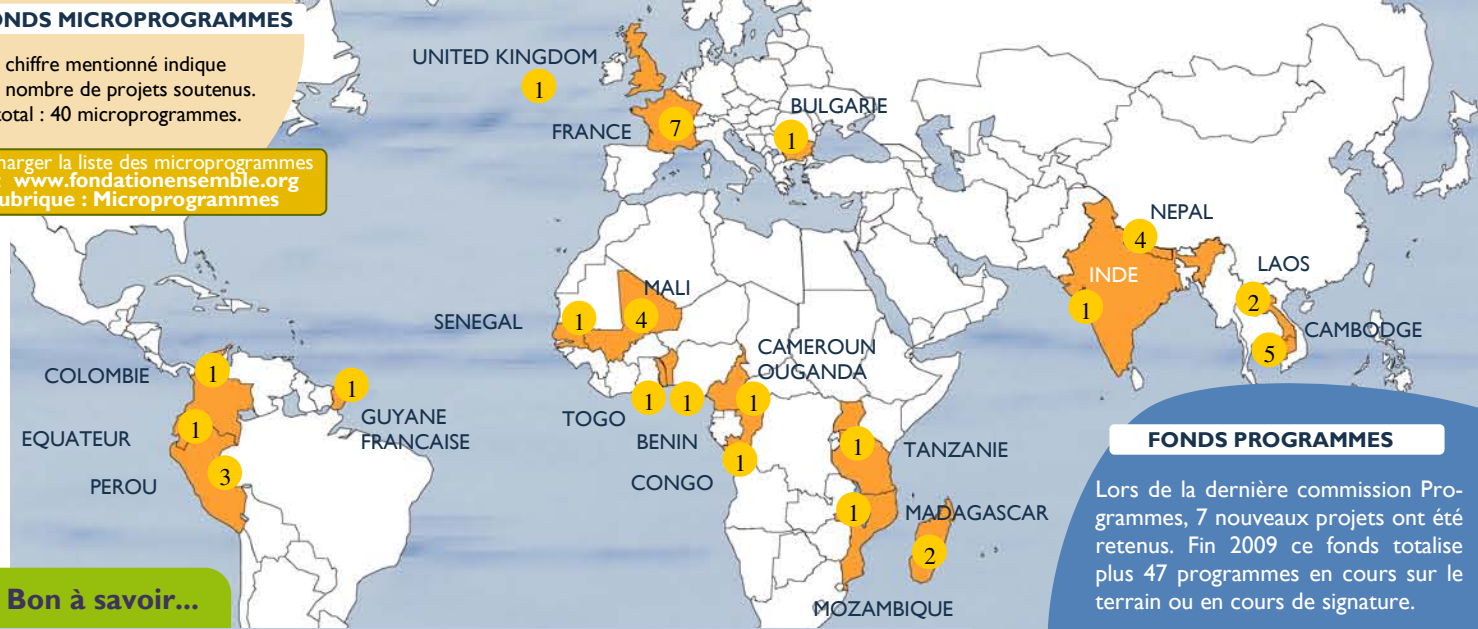 ONDS MICROPROGRAMMES
chiffre mentionné indique
nombre de projets soutenus.
total : 40 microprogrammes.
harger la liste des microprogrammes
: www.fondationensemble.org
ubrique : Microprogrammes
UNITED KINGDOM
1
FRANCE
7
BULGARIE
1
NEPAL
4
INDE
1
LAOS
2
CAMBODGE
5
MALI
4
SENEGAL
1
CAMEROUN
OUGANDA
1
TOGO
1
1
BENIN
CONGO
1
TANZANIE
1
1
MADAGASCAR
2
MOZAMBIQUE
COLOMBIE
1
1
GUYANE
FRANCAISE
EQUATEUR
1
PEROU
3
FONDS PROGRAMMES
Lors de la dernière commission Pro-
grammes, 7 nouveaux projets ont été
retenus. Fin 2009 ce fonds totalise
plus 47 programmes en cours sur le
terrain ou en cours de signature.
Bon à savoir...